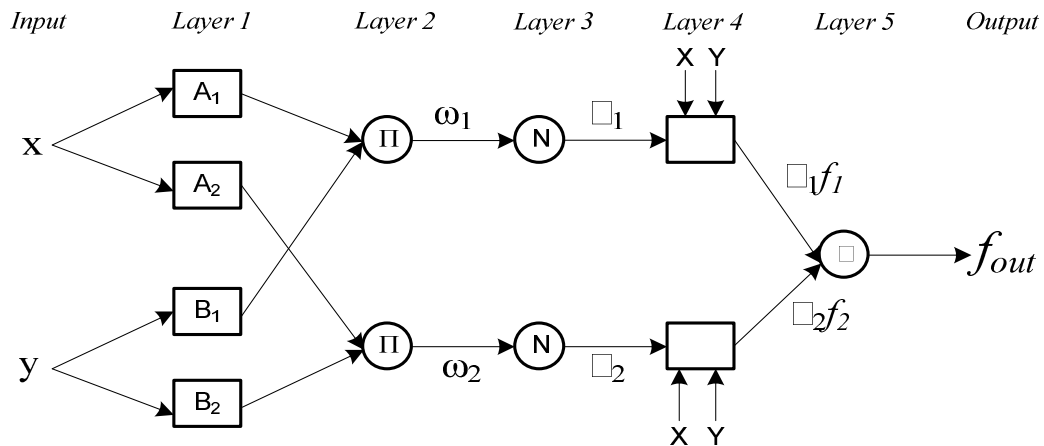 Input Layer 1 Layer 2 Layer 3 Layer 4 Layer 5 Output
X Y
A₁
x
Π ω₁ N □₁
A₂
□₁f₁
□ f_out
B₁
□₂f₂
y
Π ω₂ N □₂
B₂
X Y